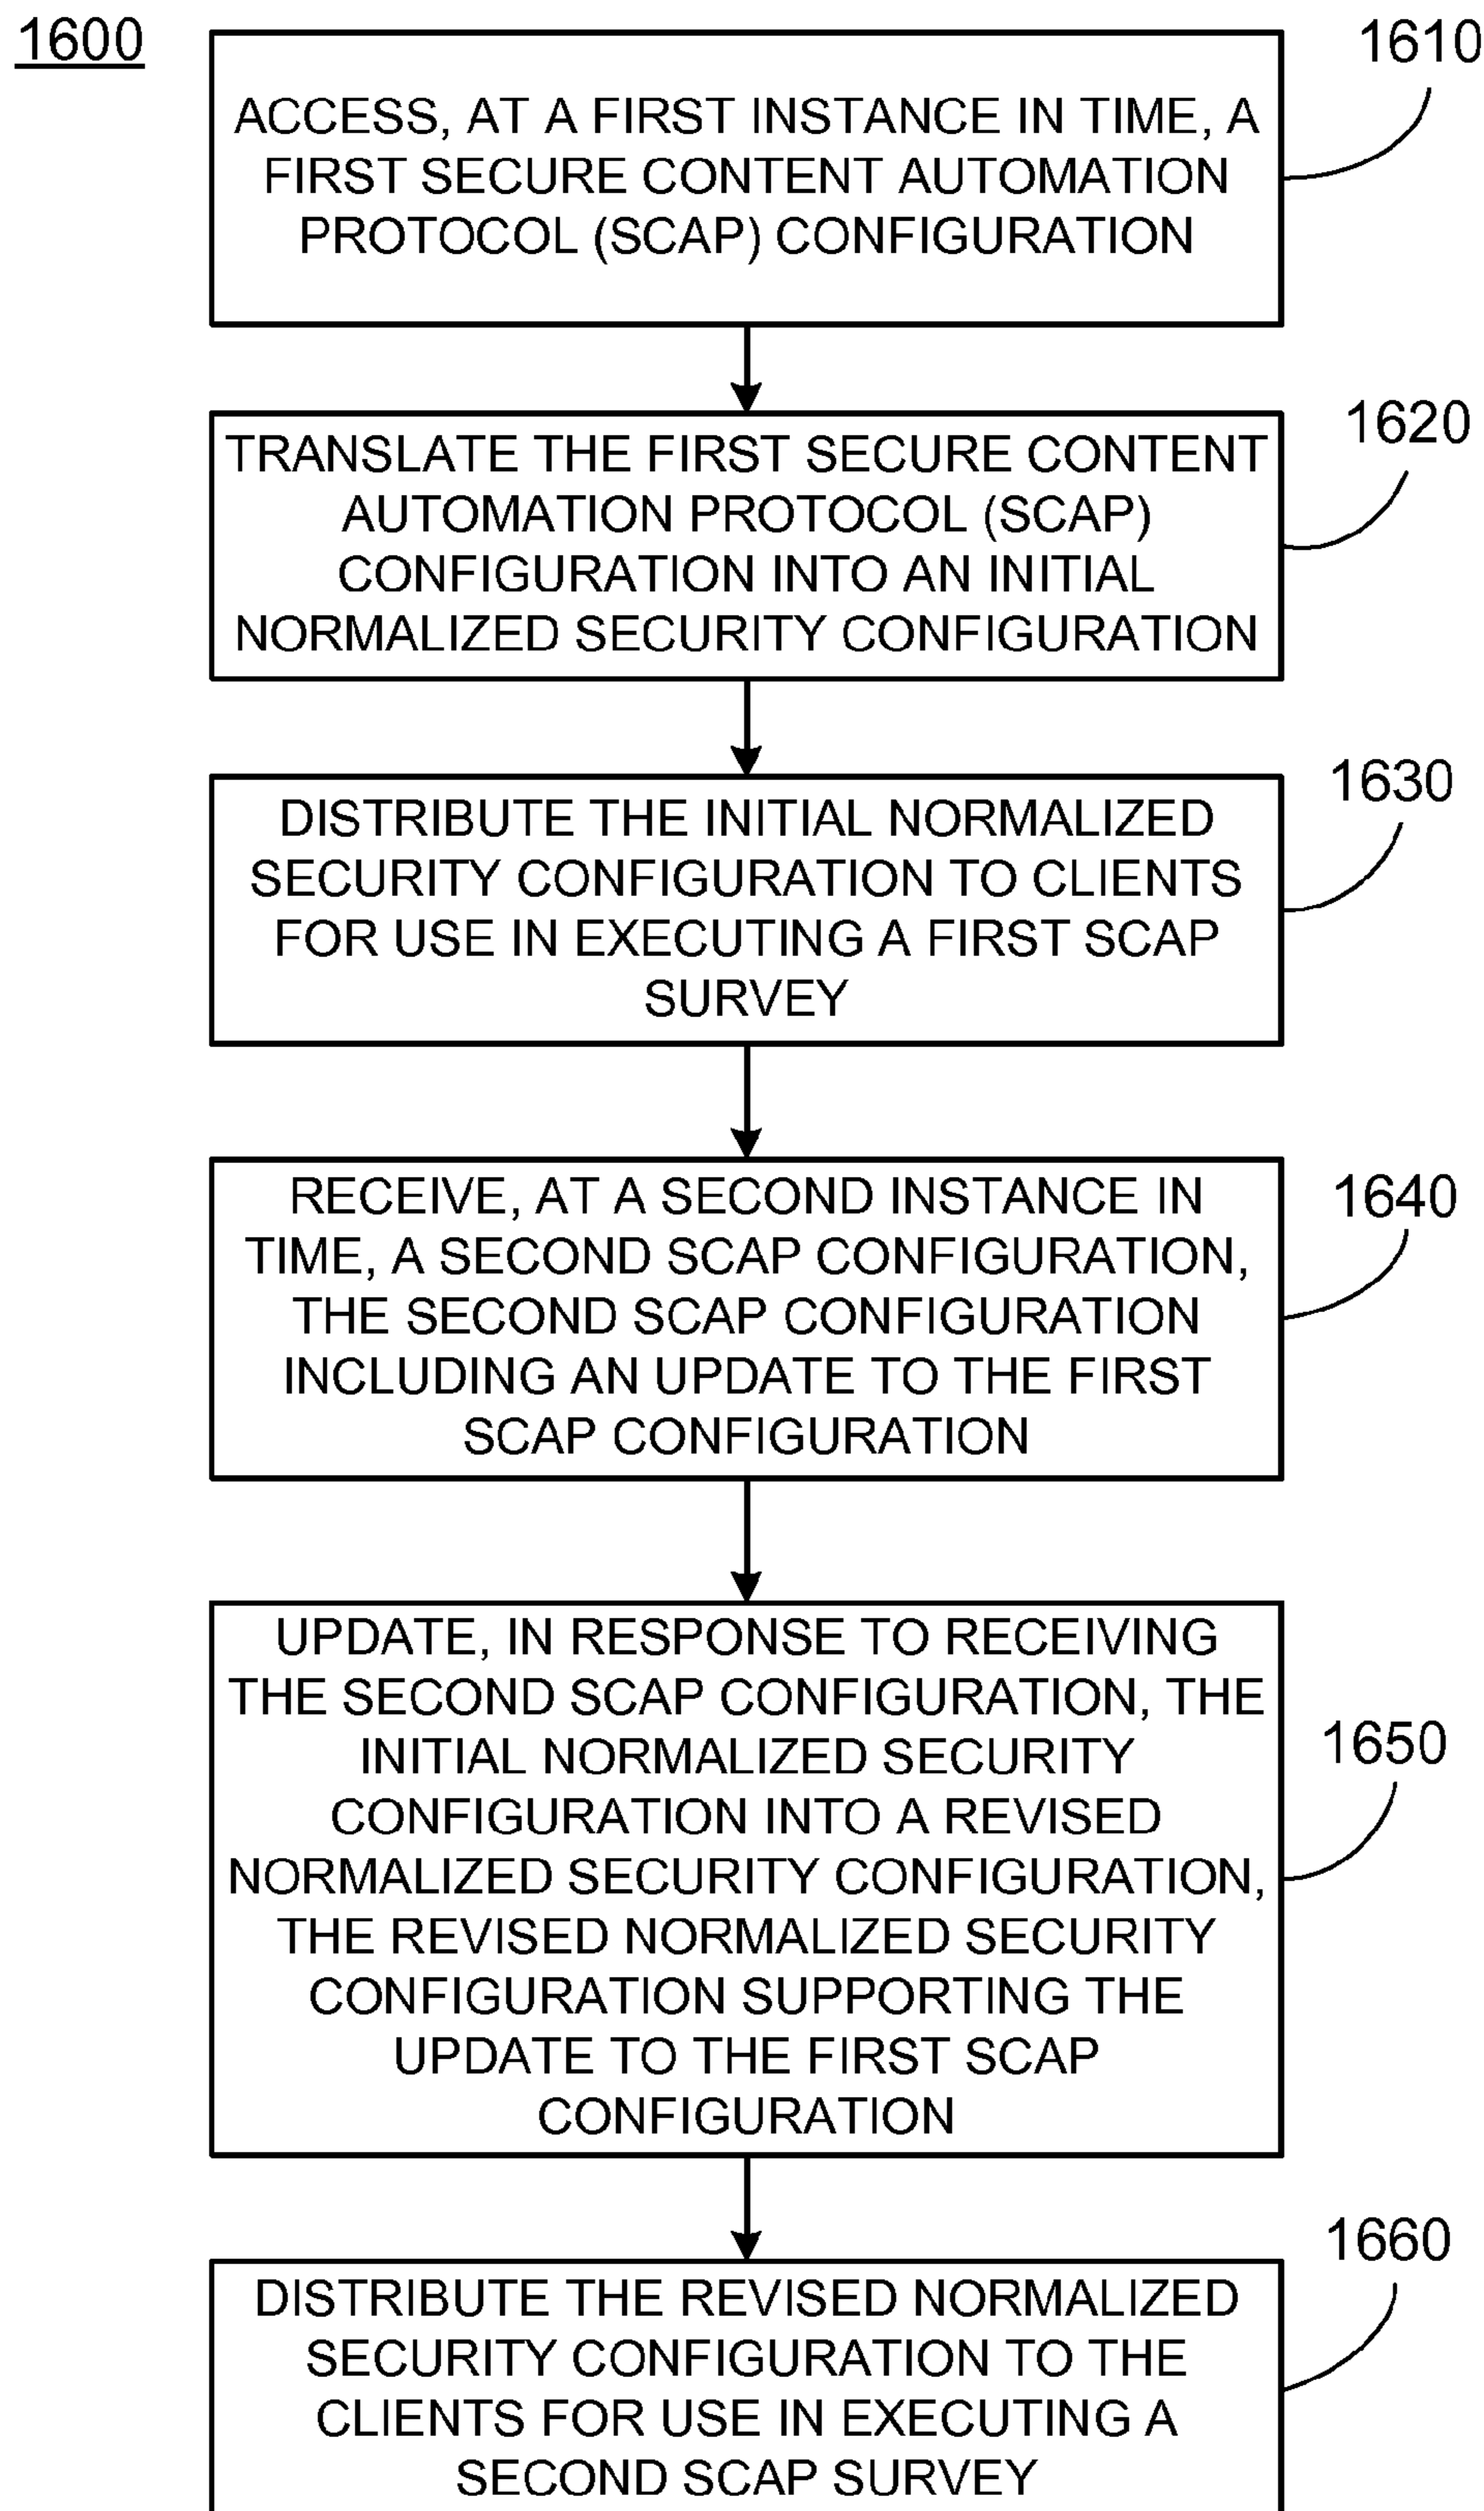 1600
1610
ACCESS, AT A FIRST INSTANCE IN TIME, A
FIRST SECURE CONTENT AUTOMATION
PROTOCOL (SCAP) CONFIGURATION
1620
TRANSLATE THE FIRST SECURE CONTENT
AUTOMATION PROTOCOL (SCAP)
CONFIGURATION INTO AN INITIAL
NORMALIZED SECURITY CONFIGURATION
1630
DISTRIBUTE THE INITIAL NORMALIZED
SECURITY CONFIGURATION TO CLIENTS
FOR USE IN EXECUTING A FIRST SCAP
SURVEY
1640
RECEIVE, AT A SECOND INSTANCE IN
TIME, A SECOND SCAP CONFIGURATION,
THE SECOND SCAP CONFIGURATION
INCLUDING AN UPDATE TO THE FIRST
SCAP CONFIGURATION
1650
UPDATE, IN RESPONSE TO RECEIVING
THE SECOND SCAP CONFIGURATION, THE
INITIAL NORMALIZED SECURITY
CONFIGURATION INTO A REVISED
NORMALIZED SECURITY CONFIGURATION,
THE REVISED NORMALIZED SECURITY
CONFIGURATION SUPPORTING THE
UPDATE TO THE FIRST SCAP
CONFIGURATION
1660
DISTRIBUTE THE REVISED NORMALIZED
SECURITY CONFIGURATION TO THE
CLIENTS FOR USE IN EXECUTING A
SECOND SCAP SURVEY